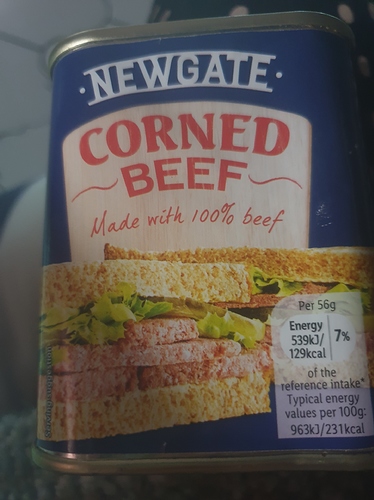 · NEWGATE ·
CORNED
BEEF
Made with 100% beef
Per 56g
Energy
539kJ/
129kcal
7%
of the
reference intake*
Typical energy
values per 100g:
963kJ/231kcal